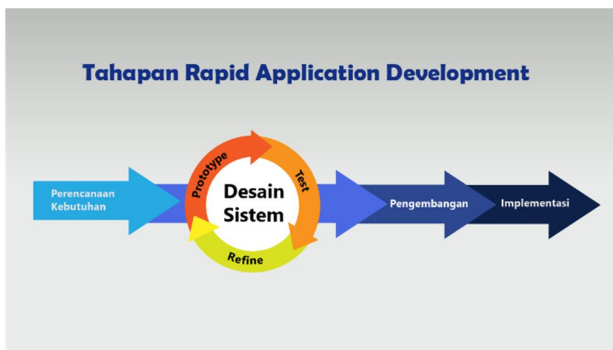 Tahapan Rapid Application Development
Perencanaan
Kebutuhan
Prototype
Test
Desain
Sistem
Refine
Pengembangan
Implementasi